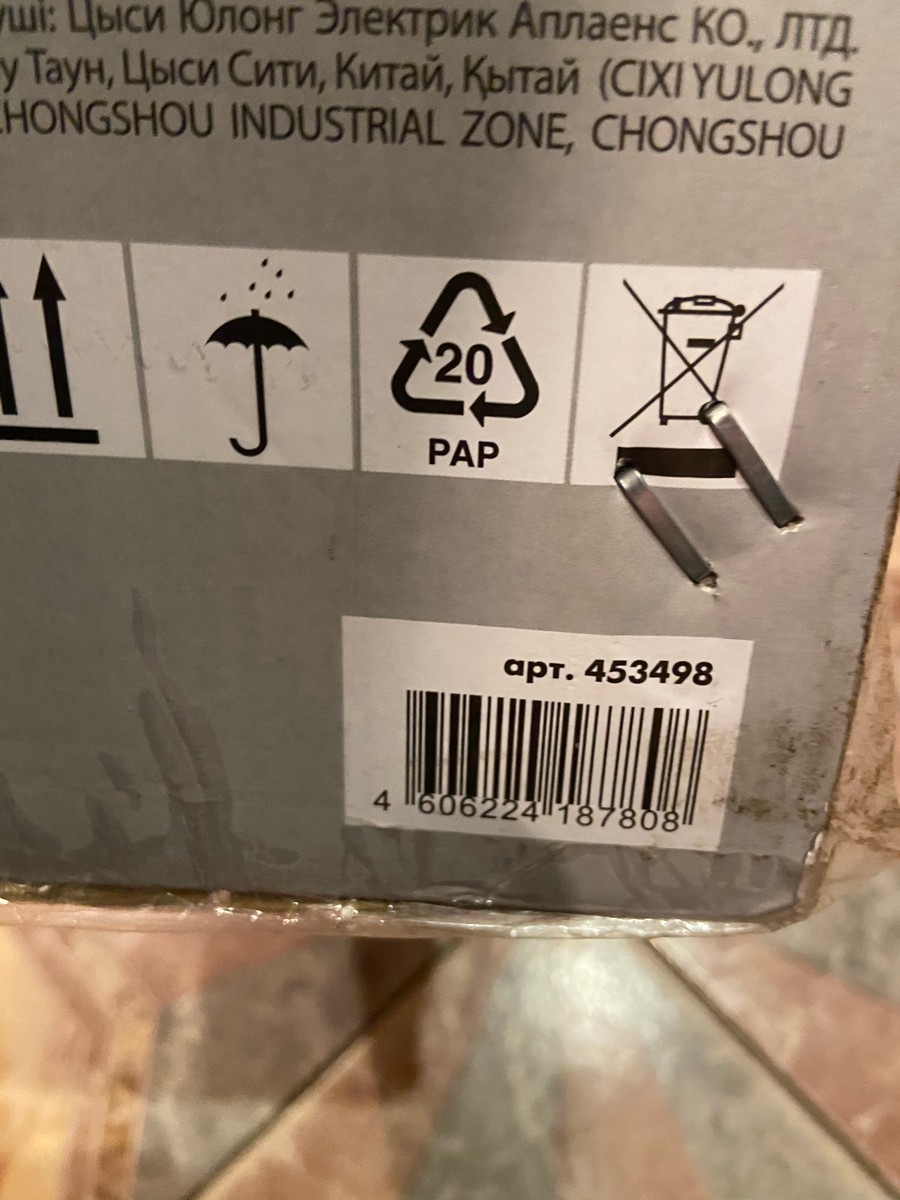 Цыси Юлонг Электрик Аплаенс КО., ЛТД.
Таун, Цыси Сити, Китай, Қытай (CIXI YULONG
CHONGSHOU INDUSTRIAL ZONE, CHONGSHOU
20
PAP
арт. 453498
4 606224 187808